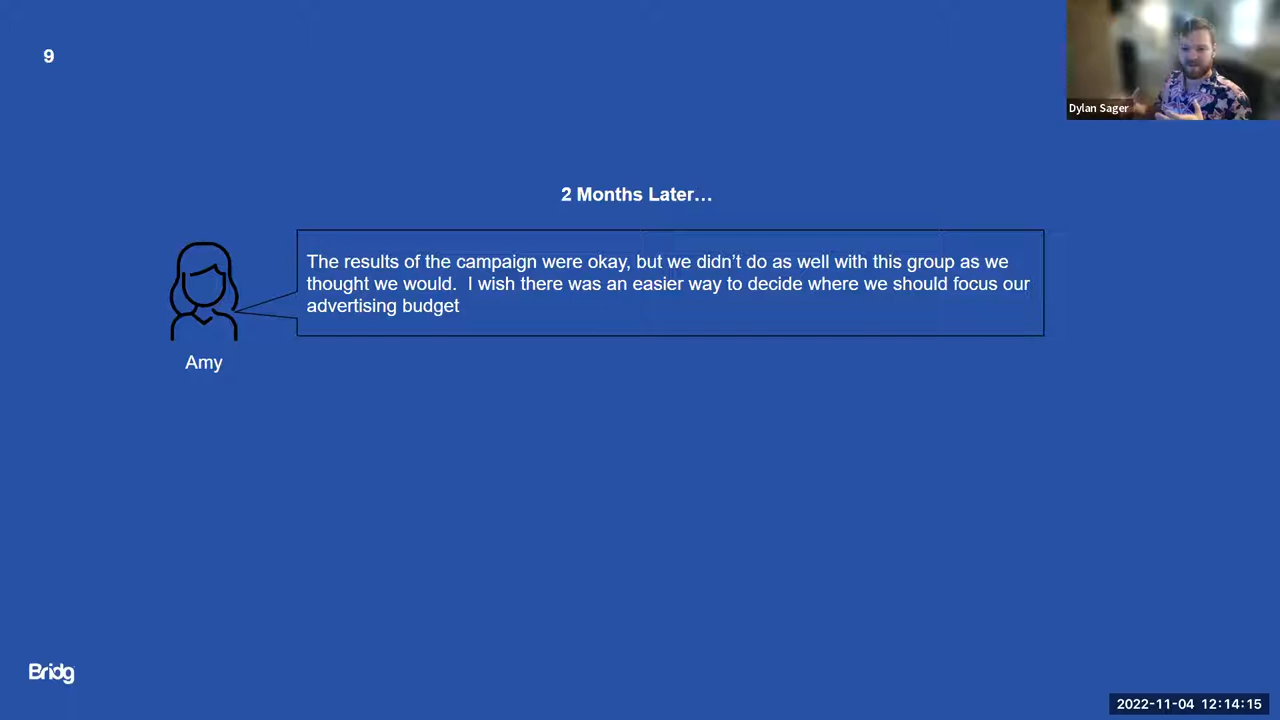 9
Dylan Sager
2 Months Later…
The results of the campaign were okay, but we didn’t do as well with this group as we
thought we would.  I wish there was an easier way to decide where we should focus our
advertising budget
Amy
Bridg
2022-11-04 12:14:15